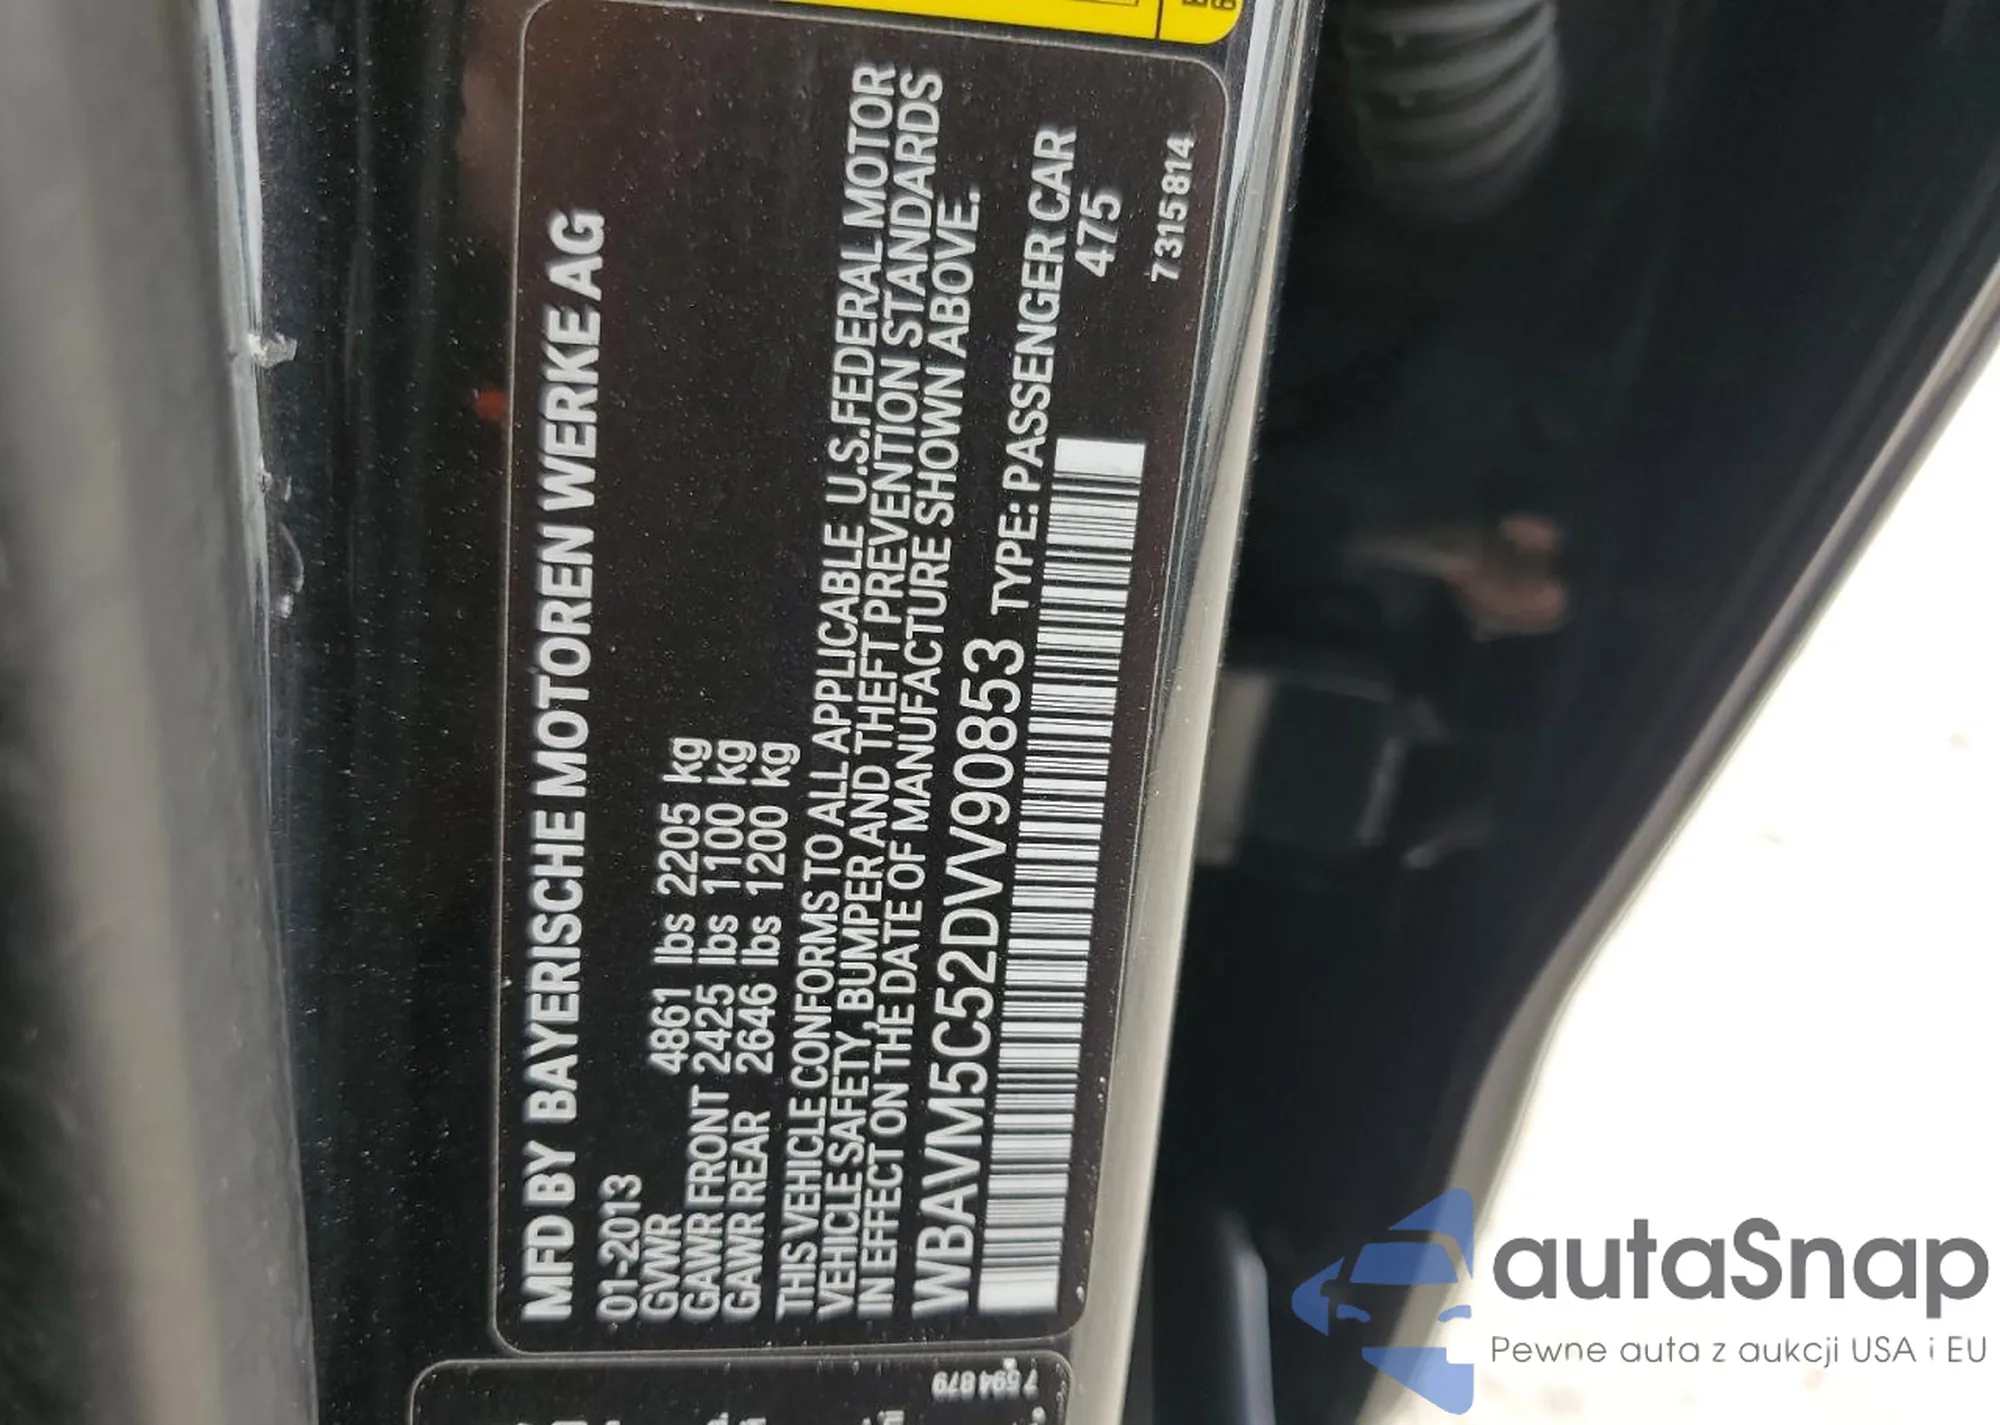 MFD BY BAYERISCHE MOTOREN WERKE AG
01-2013
GVWR 4861 lbs 2205 kg
GAWR FRONT 2425 lbs 1100 kg
GAWR REAR 2646 lbs 1200 kg
THIS VEHICLE CONFORMS TO ALL APPLICABLE U.S. FEDERAL MOTOR
VEHICLE SAFETY, BUMPER AND THEFT PREVENTION STANDARDS
IN EFFECT ON THE DATE OF MANUFACTURE SHOWN ABOVE.
WBAVM5C52DVV90853 TYPE: PASSENGER CAR
475
7315814
7594879
autaSnap
Pewne auta z aukcji USA i EU